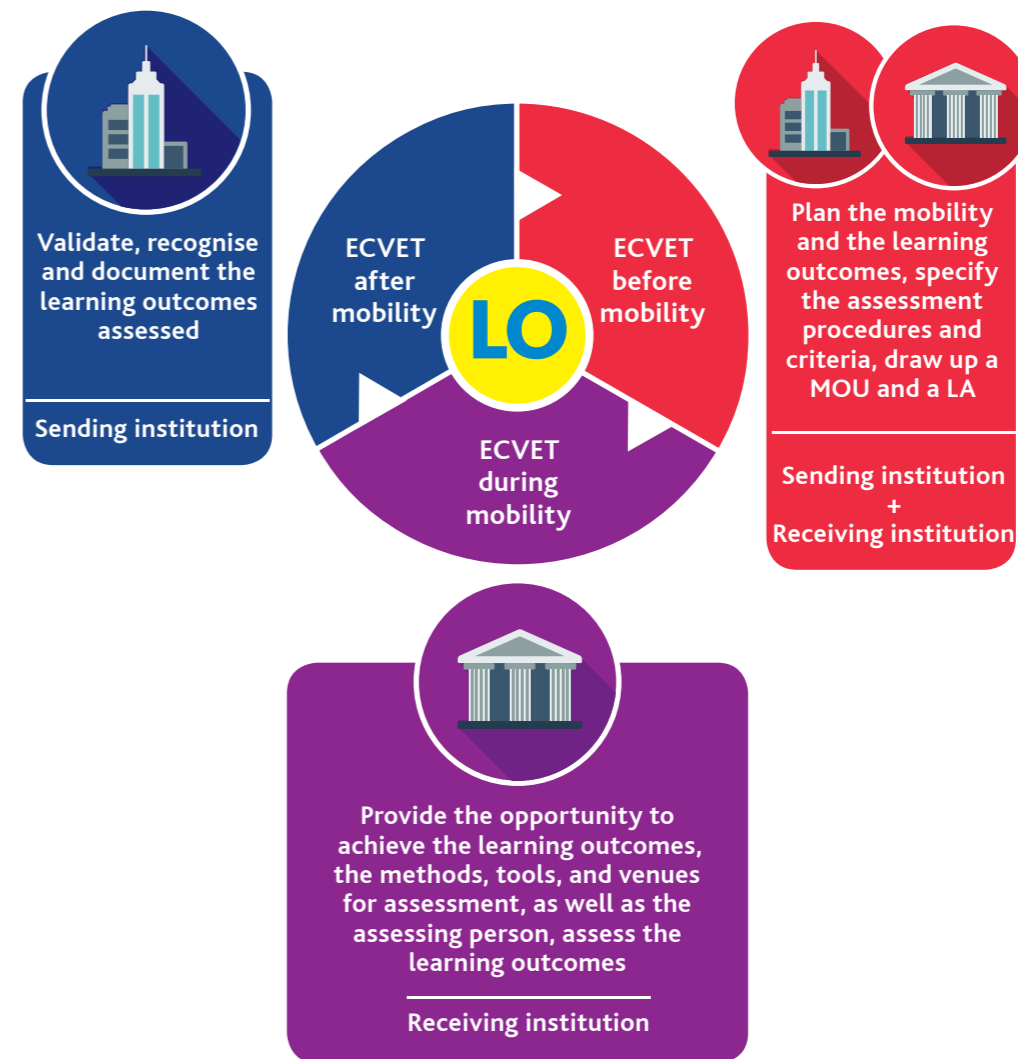 Validate, recognise
and document the
learning outcomes
assessed
Sending institution
ECVET
after
mobility
LO
ECVET
before
mobility
ECVET
during
mobility
Plan the mobility
and the learning
outcomes, specify
the assessment
procedures and
criteria, draw up a
MOU and a LA
Sending institution
+
Receiving institution
Provide the opportunity to
achieve the learning outcomes,
the methods, tools, and venues
for assessment, as well as the
assessing person, assess the
learning outcomes
Receiving institution